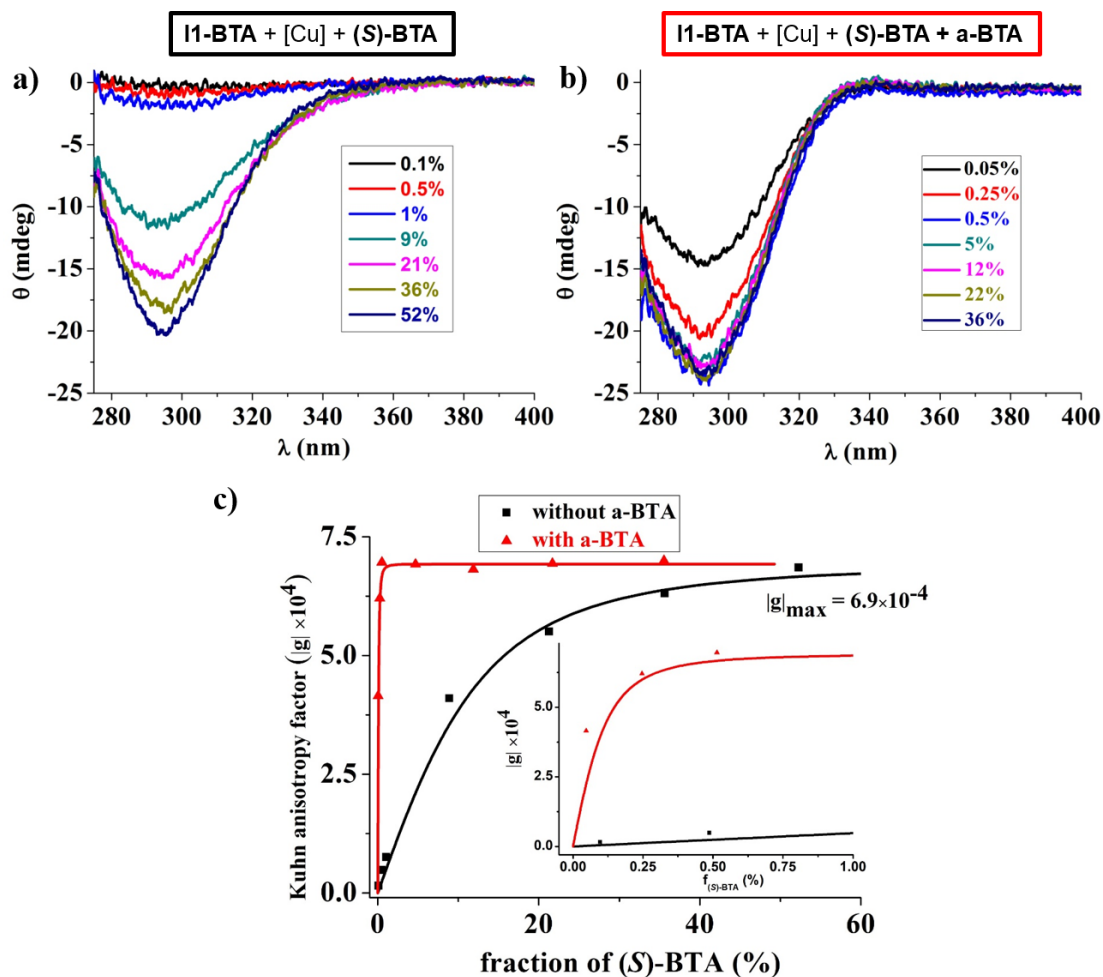 I1-BTA + [Cu] + (S)-BTA
I1-BTA + [Cu] + (S)-BTA + a-BTA
a)
0
-5
-10
-15
-20
-25
θ (mdeg)
0.1%
0.5%
1%
9%
21%
36%
52%
280 300 320 340 360 380 400
λ (nm)
b)
0
-5
-10
-15
-20
-25
θ (mdeg)
0.05%
0.25%
0.5%
5%
12%
22%
36%
280 300 320 340 360 380 400
λ (nm)
c)
without a-BTA
with a-BTA
7.5
5.0
2.5
0.0
Kuhn anisotropy factor (|g| ×10⁴)
|g|max = 6.9×10⁻⁴
|g| ×10⁴
5.0
2.5
0.0
0.00 0.25 0.50 0.75 1.00
f(S)-BTA (%)
0 20 40 60
fraction of (S)-BTA (%)